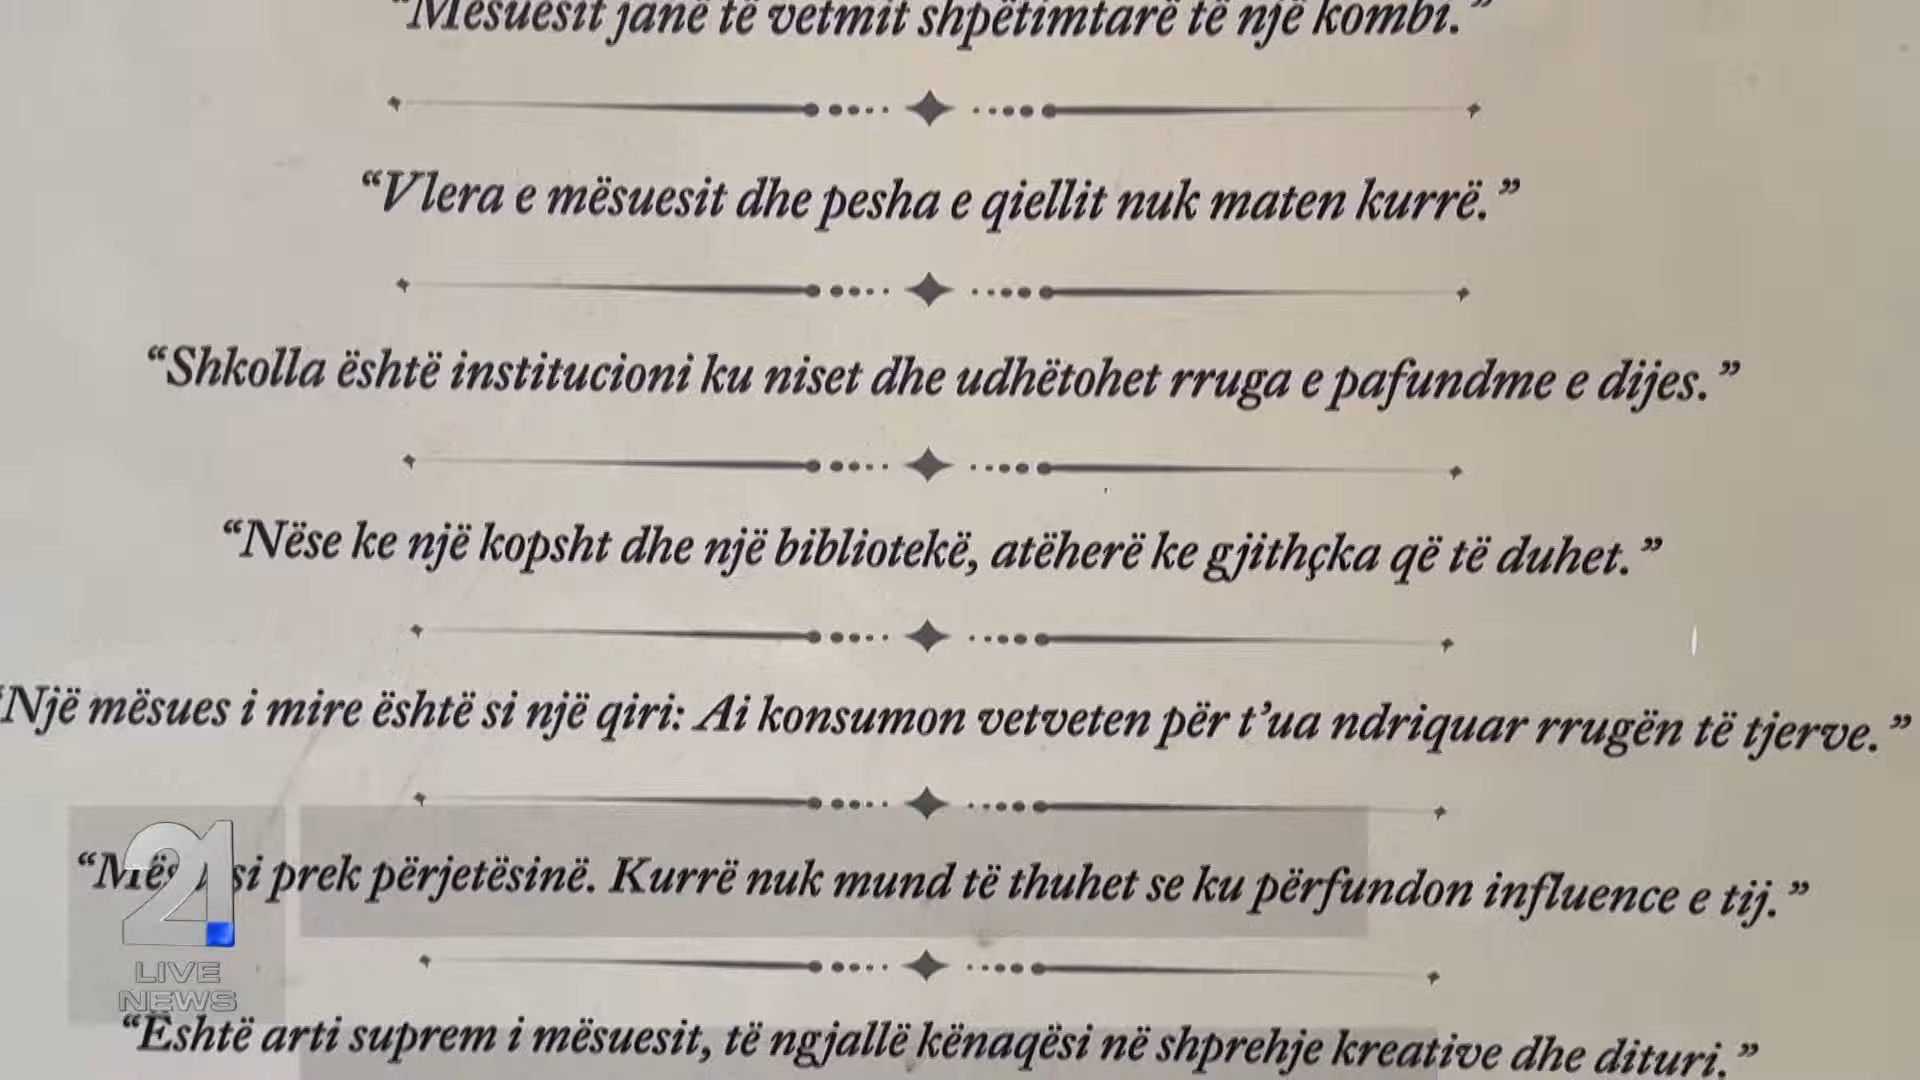 “Mësuesit janë të vetmit shpëtimtarë të një kombi.”
“Vlera e mësuesit dhe pesha e qiellit nuk maten kurrë.”
“Shkolla është institucioni ku niset dhe udhëtohet rruga e pafundme e dijes.”
“Nëse ke një kopsht dhe një bibliotekë, atëherë ke gjithçka që të duhet.”
“Një mësues i mire është si një qiri: Ai konsumon vetveten për t’ua ndriquar rrugën të tjerve.”
prek përjetësinë. Kurrë nuk mund të thuhet se ku përfundon influence e tij.”
“Është arti suprem i mësuesit, të ngjallë kënaqësi në shprehje kreative dhe dituri.”
21
LIVE
NEWS